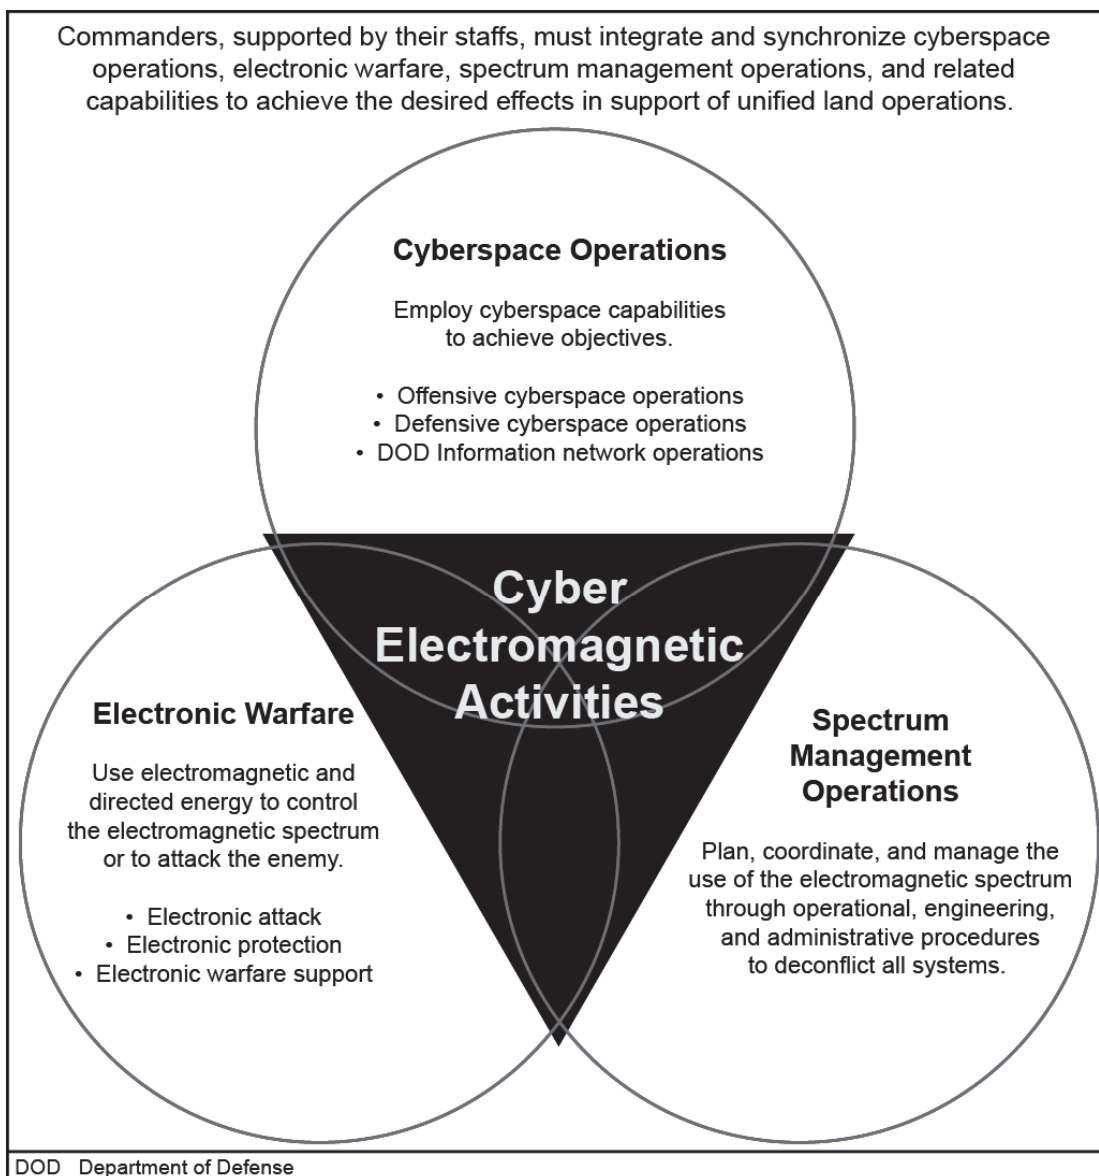 Commanders, supported by their staffs, must integrate and synchronize cyberspace
operations, electronic warfare, spectrum management operations, and related
capabilities to achieve the desired effects in support of unified land operations.
Cyberspace Operations
Employ cyberspace capabilities
to achieve objectives.
• Offensive cyberspace operations
• Defensive cyberspace operations
• DOD Information network operations
Cyber
Electromagnetic
Activities
Electronic Warfare
Use electromagnetic and
directed energy to control
the electromagnetic spectrum
or to attack the enemy.
• Electronic attack
• Electronic protection
• Electronic warfare support
Spectrum
Management
Operations
Plan, coordinate, and manage the
use of the electromagnetic spectrum
through operational, engineering,
and administrative procedures
to deconflict all systems.
DOD Department of Defense